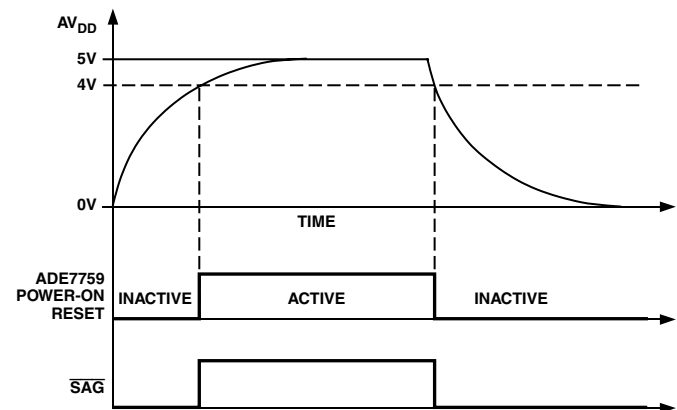 AVDD
5V
4V
0V
TIME
ADE7759
POWER-ON
RESET
INACTIVE
ACTIVE
INACTIVE
SAG